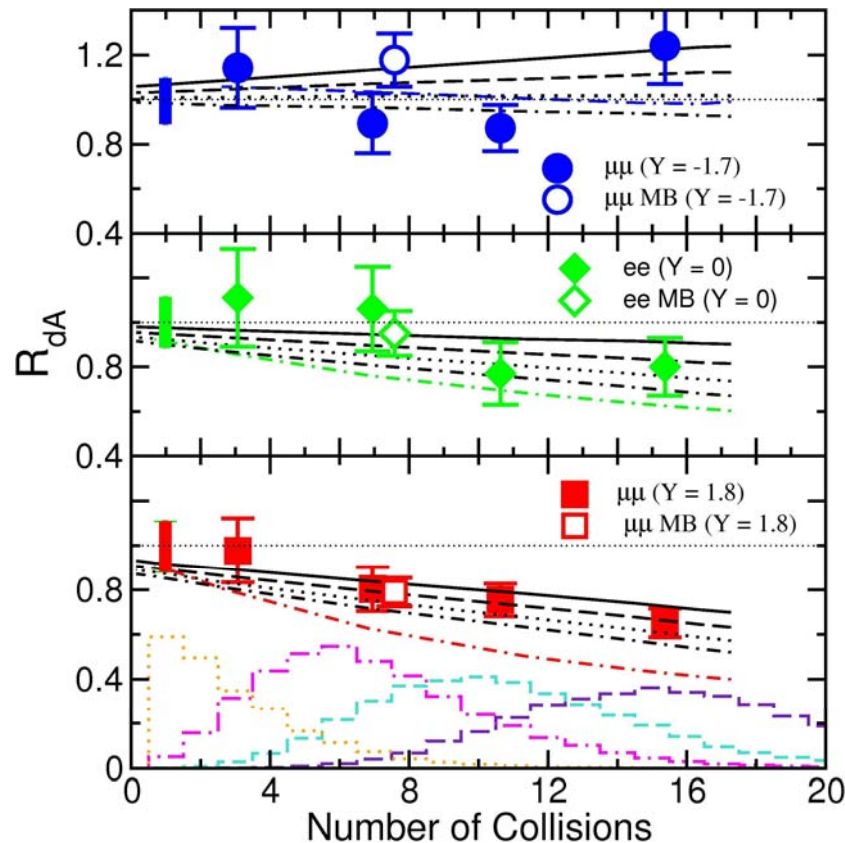 1.2
0.8
μμ (Y = -1.7)
μμ MB (Y = -1.7)
0.4
ee (Y = 0)
ee MB (Y = 0)
R_dA
0.8
0.4
μμ (Y = 1.8)
μμ MB (Y = 1.8)
0.8
0.4
0
4 8 12 16 20
Number of Collisions